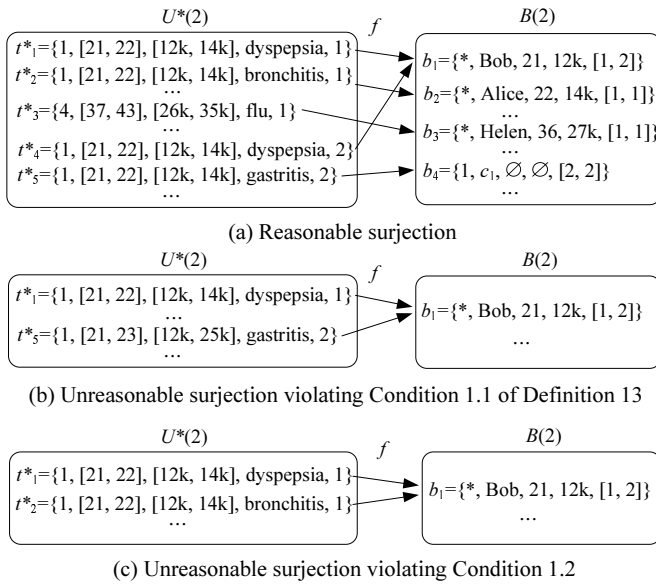 U*(2) f B(2)
t*1={1, [21, 22], [12k, 14k], dyspepsia, 1}
t*2={1, [21, 22], [12k, 14k], bronchitis, 1}
...
t*3={4, [37, 43], [26k, 35k], flu, 1}
...
t*4={1, [21, 22], [12k, 14k], dyspepsia, 2}
t*5={1, [21, 22], [12k, 14k], gastritis, 2}
...
b1={*, Bob, 21, 12k, [1, 2]}
b2={*, Alice, 22, 14k, [1, 1]}
...
b3={*, Helen, 36, 27k, [1, 1]}
b4={1, c1, ∅, ∅, [2, 2]}
...
(a) Reasonable surjection
U*(2) f B(2)
t*1={1, [21, 22], [12k, 14k], dyspepsia, 1}
...
t*5={1, [21, 23], [12k, 25k], gastritis, 2}
...
b1={*, Bob, 21, 12k, [1, 2]}
...
(b) Unreasonable surjection violating Condition 1.1 of Definition 13
U*(2) f B(2)
t*1={1, [21, 22], [12k, 14k], dyspepsia, 1}
t*2={1, [21, 22], [12k, 14k], bronchitis, 1}
...
b1={*, Bob, 21, 12k, [1, 2]}
...
(c) Unreasonable surjection violating Condition 1.2